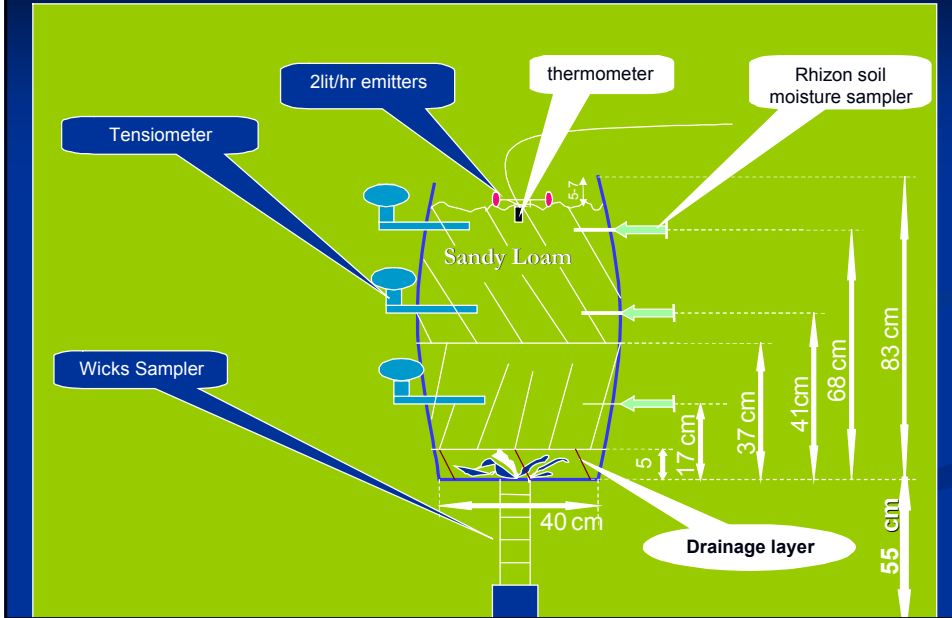 2lit/hr emitters
thermometer
Rhizon soil
moisture sampler
Tensiometer
5-7
Sandy Loam
83 cm
68 cm
Wicks Sampler
41cm
37 cm
17 cm
5
40 cm
Drainage layer
55 cm